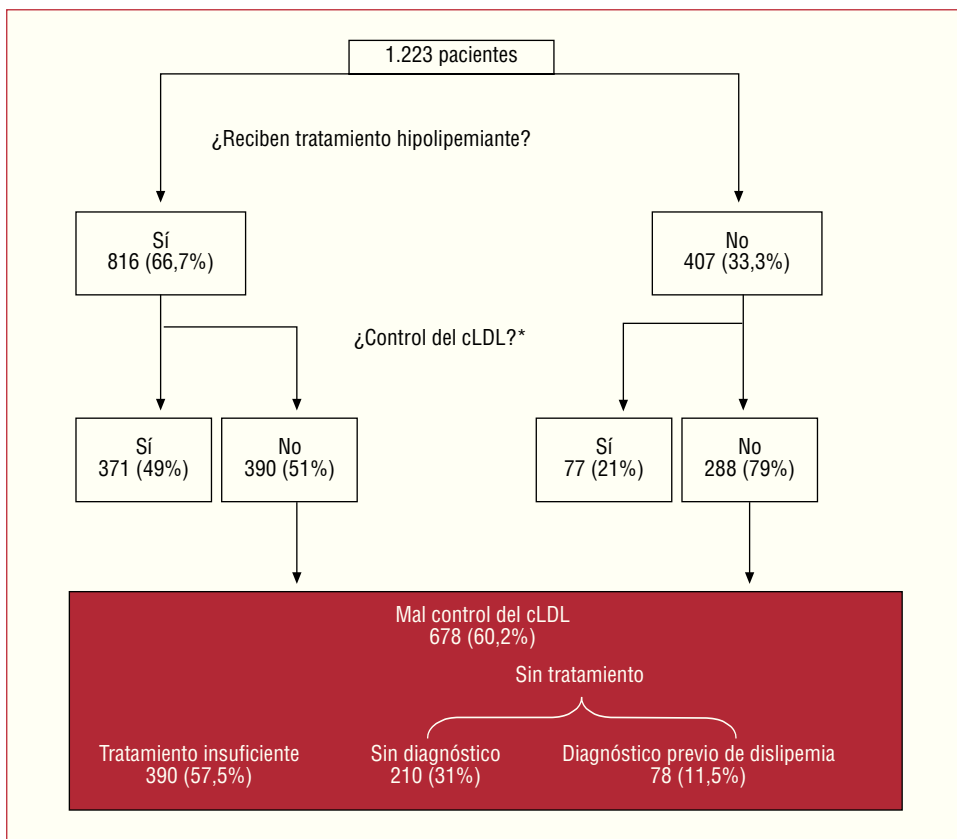 1.223 pacientes
¿Reciben tratamiento hipolipemiante?
Sí
816 (66,7%)
No
407 (33,3%)
¿Control del cLDL?*
Sí
371 (49%)
No
390 (51%)
Sí
77 (21%)
No
288 (79%)
Mal control del cLDL
678 (60,2%)
Sin tratamiento
Tratamiento insuficiente
390 (57,5%)
Sin diagnóstico
210 (31%)
Diagnóstico previo de dislipemia
78 (11,5%)